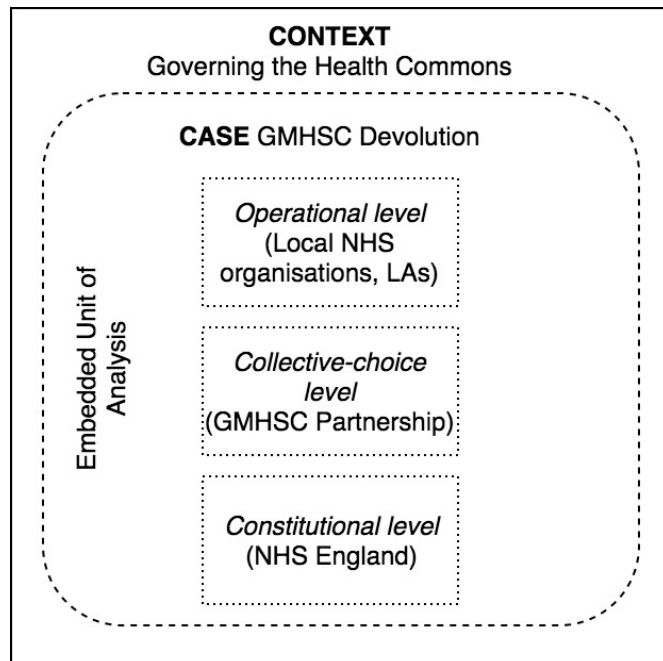 CONTEXT
Governing the Health Commons
CASE GMHSC Devolution
Operational level
(Local NHS
organisations, LAs)
Embedded Unit of
Analysis
Collective-choice
level
(GMHSC Partnership)
Constitutional level
(NHS England)